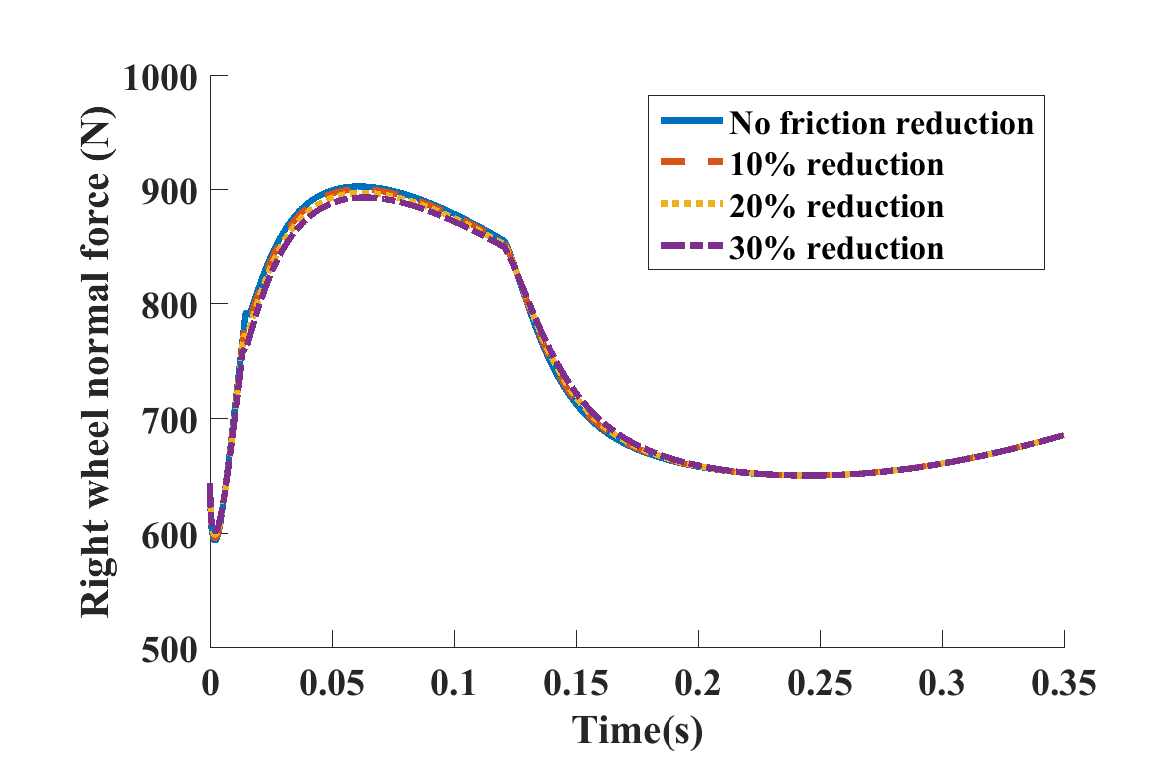 Right wheel normal force (N)
1000
900
800
700
600
500
0
0.05
0.1
0.15
0.2
0.25
0.3
0.35
Time(s)
No friction reduction
10% reduction
20% reduction
30% reduction